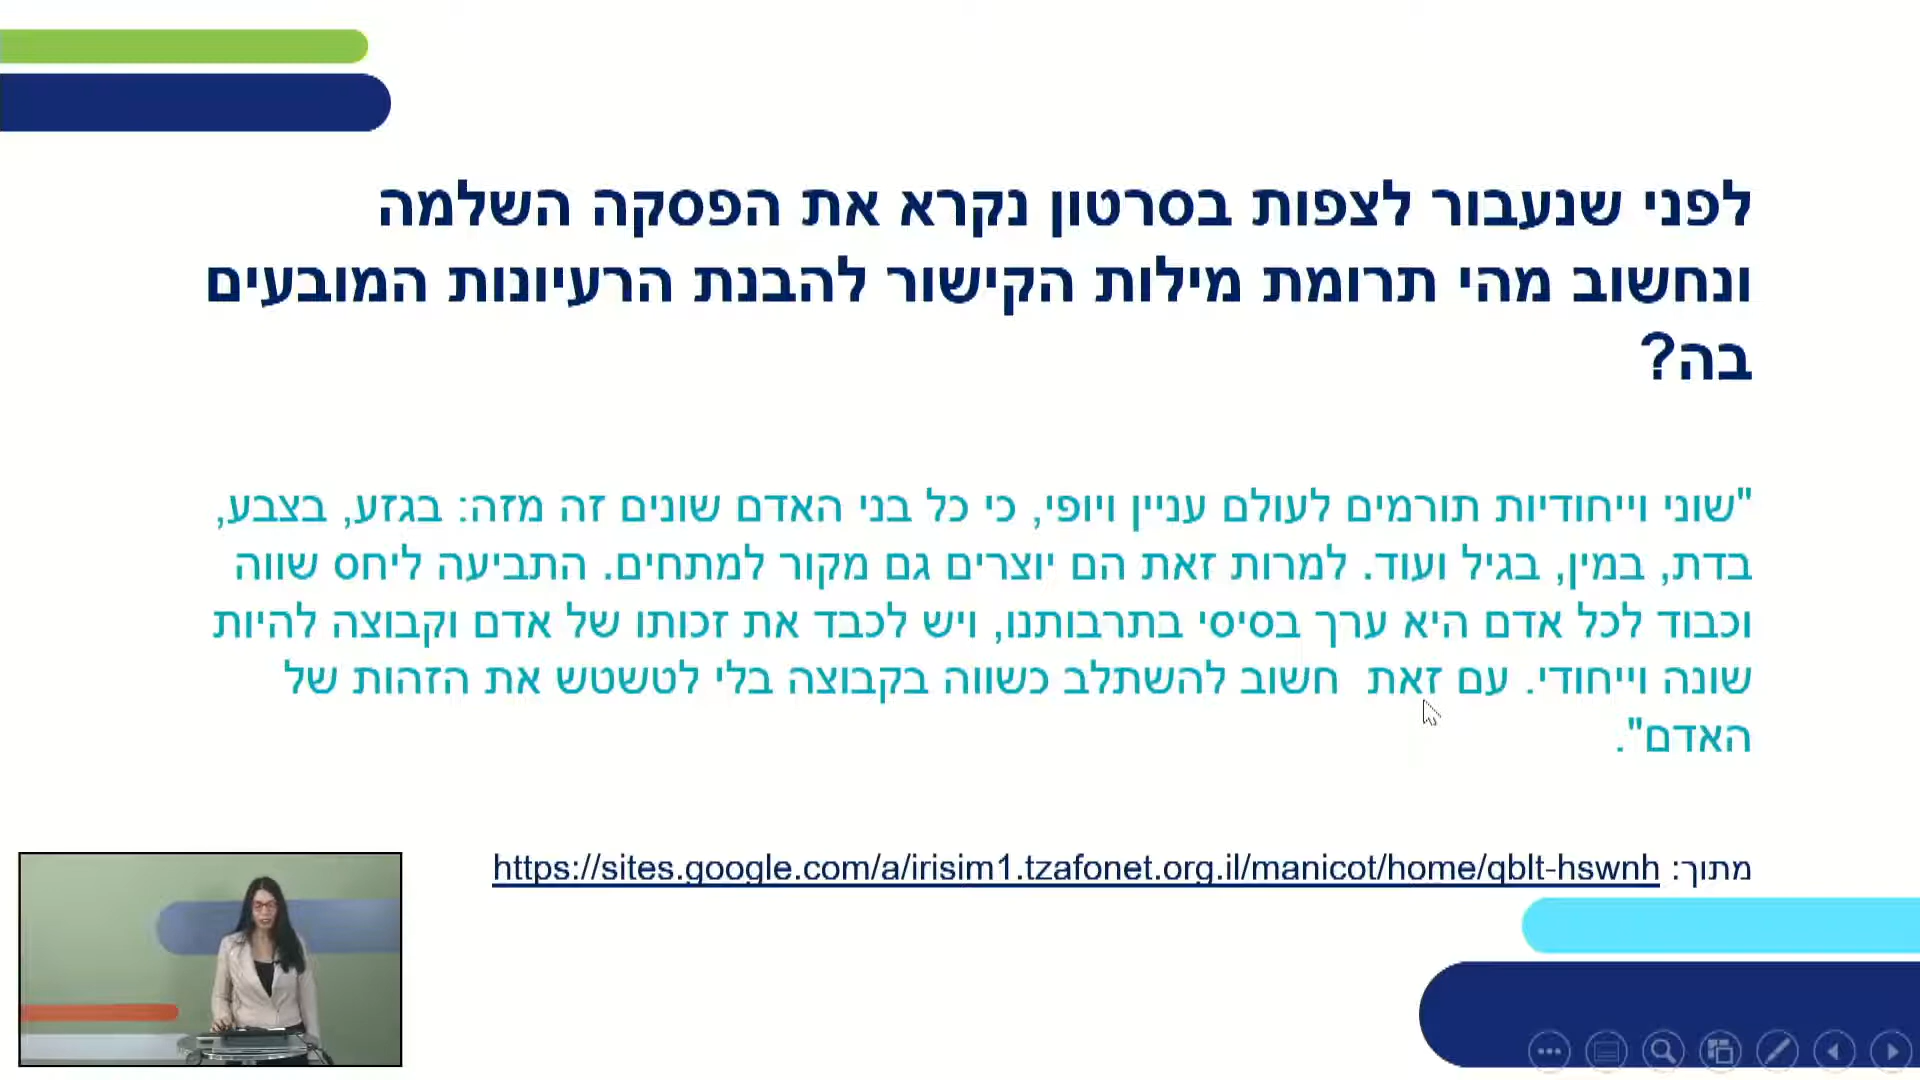 לפני שנעבור לצפות בסרטון נקרא את הפסקה השלמה
ונחשוב מהי תרומת מילות הקישור להבנת הרעיונות המובעים
בה?
"שוני וייחודיות תורמים לעולם עניין ויופי, כי כל בני האדם שונים זה מזה: בגזע, בצבע,
בדת, במין, בגיל ועוד. למרות זאת הם יוצרים גם מקור למתחים. התביעה ליחס שווה
וכבוד לכל אדם היא ערך בסיסי בתרבותנו, ויש לכבד את זכותו של אדם וקבוצה להיות
שונה וייחודי. עם זאת  חשוב להשתלב כשווה בקבוצה בלי לטשטש את הזהות של
האדם".
מתוך: https://sites.google.com/a/irisim1.tzafonet.org.il/manicot/home/qblt-hswnh